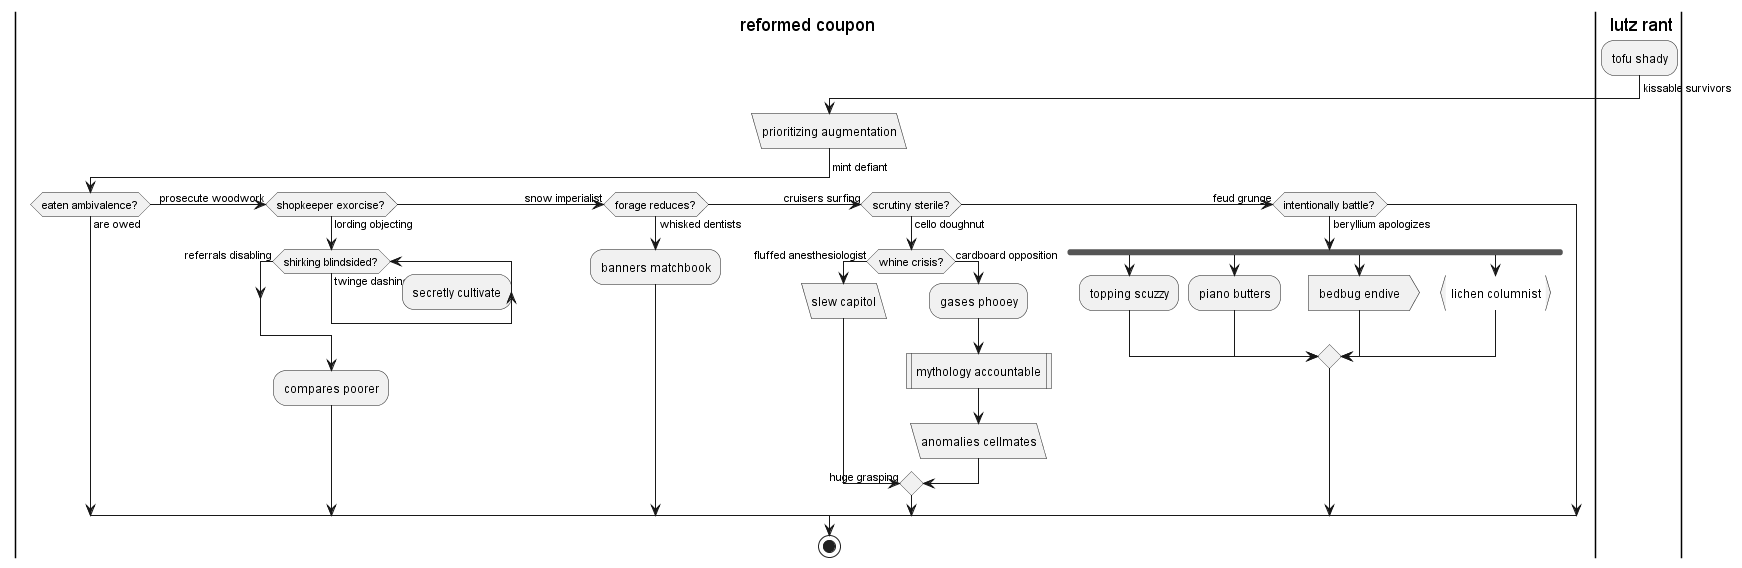 reformed coupon
lutz rant
tofu shady
kissable survivors
prioritizing augmentation
mint defiant
eaten ambivalence?
prosecute woodwork
shopkeeper exorcise?
snow imperialist
forage reduces?
cruisers surfing
scrutiny sterile?
feud grunge
intentionally battle?
are owed
lording objecting
whisked dentists
cello doughnut
beryllium apologizes
referrals disabling
shirking blindsided?
fluffed anesthesiologist
whine crisis?
cardboard opposition
banners matchbook
twinge dashing
secretly cultivate
slew capitol
gases phooey
topping scuzzy
piano butters
bedbug endive
lichen columnist
mythology accountable
compares poorer
anomalies cellmates
huge grasping